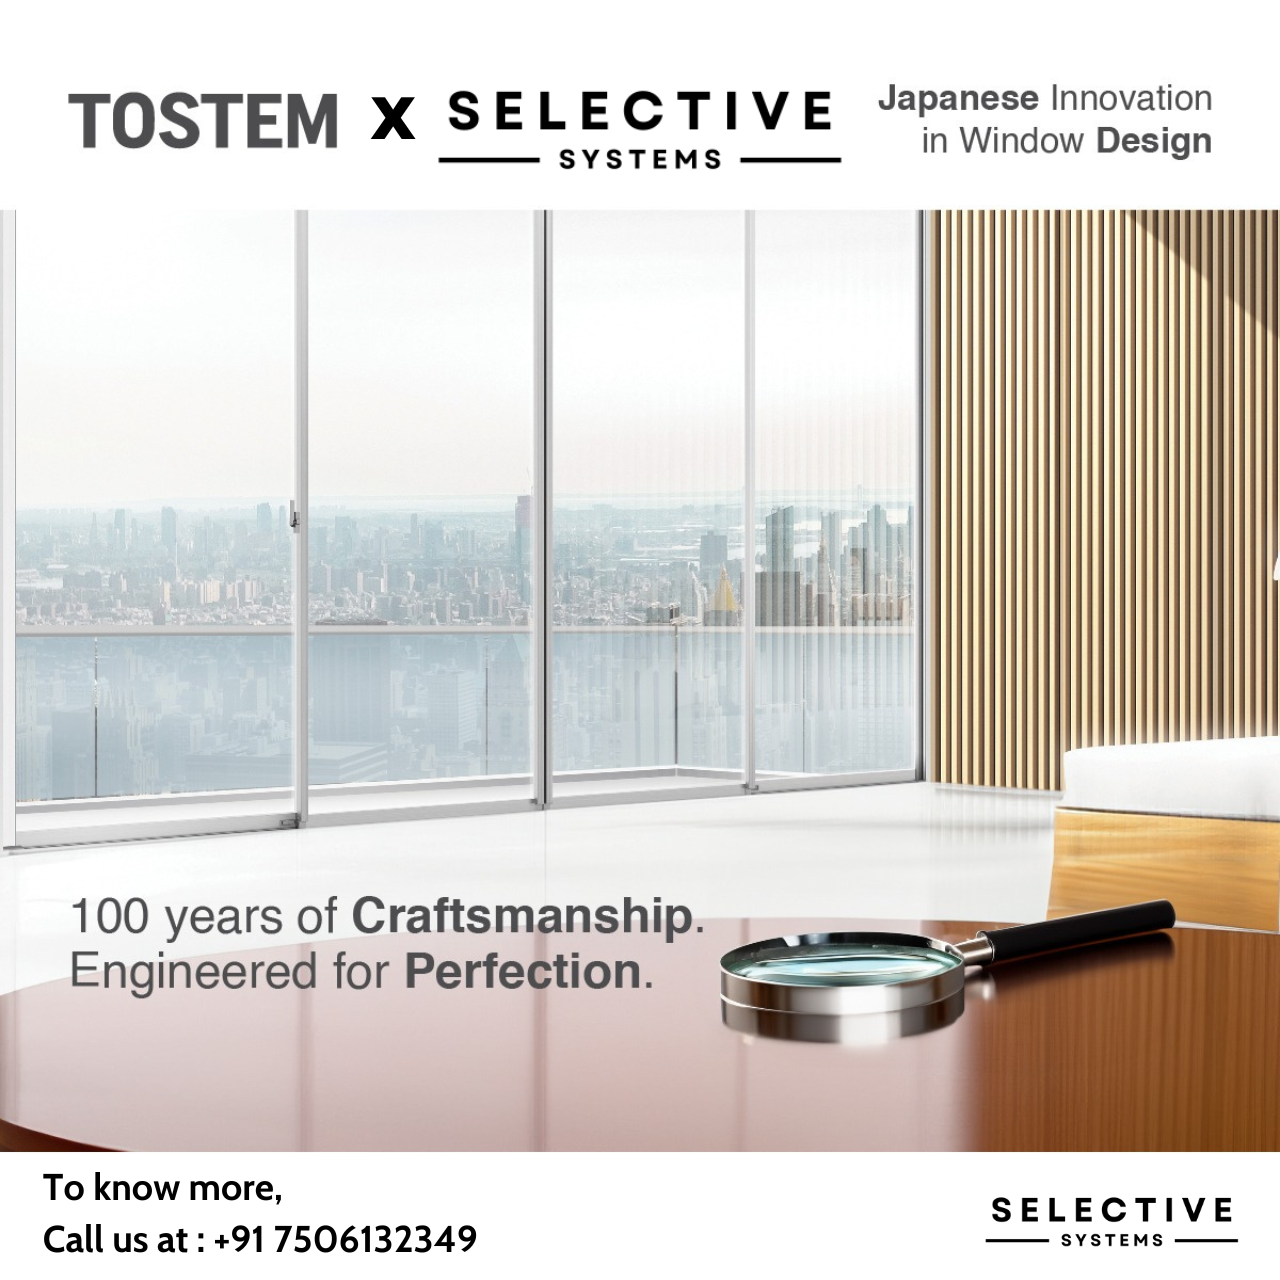 TOSTEM X SELECTIVE
SYSTEMS
Japanese Innovation
in Window Design
100 years of Craftsmanship.
Engineered for Perfection.
To know more,
Call us at : +91 7506132349
SELECTIVE
SYSTEMS